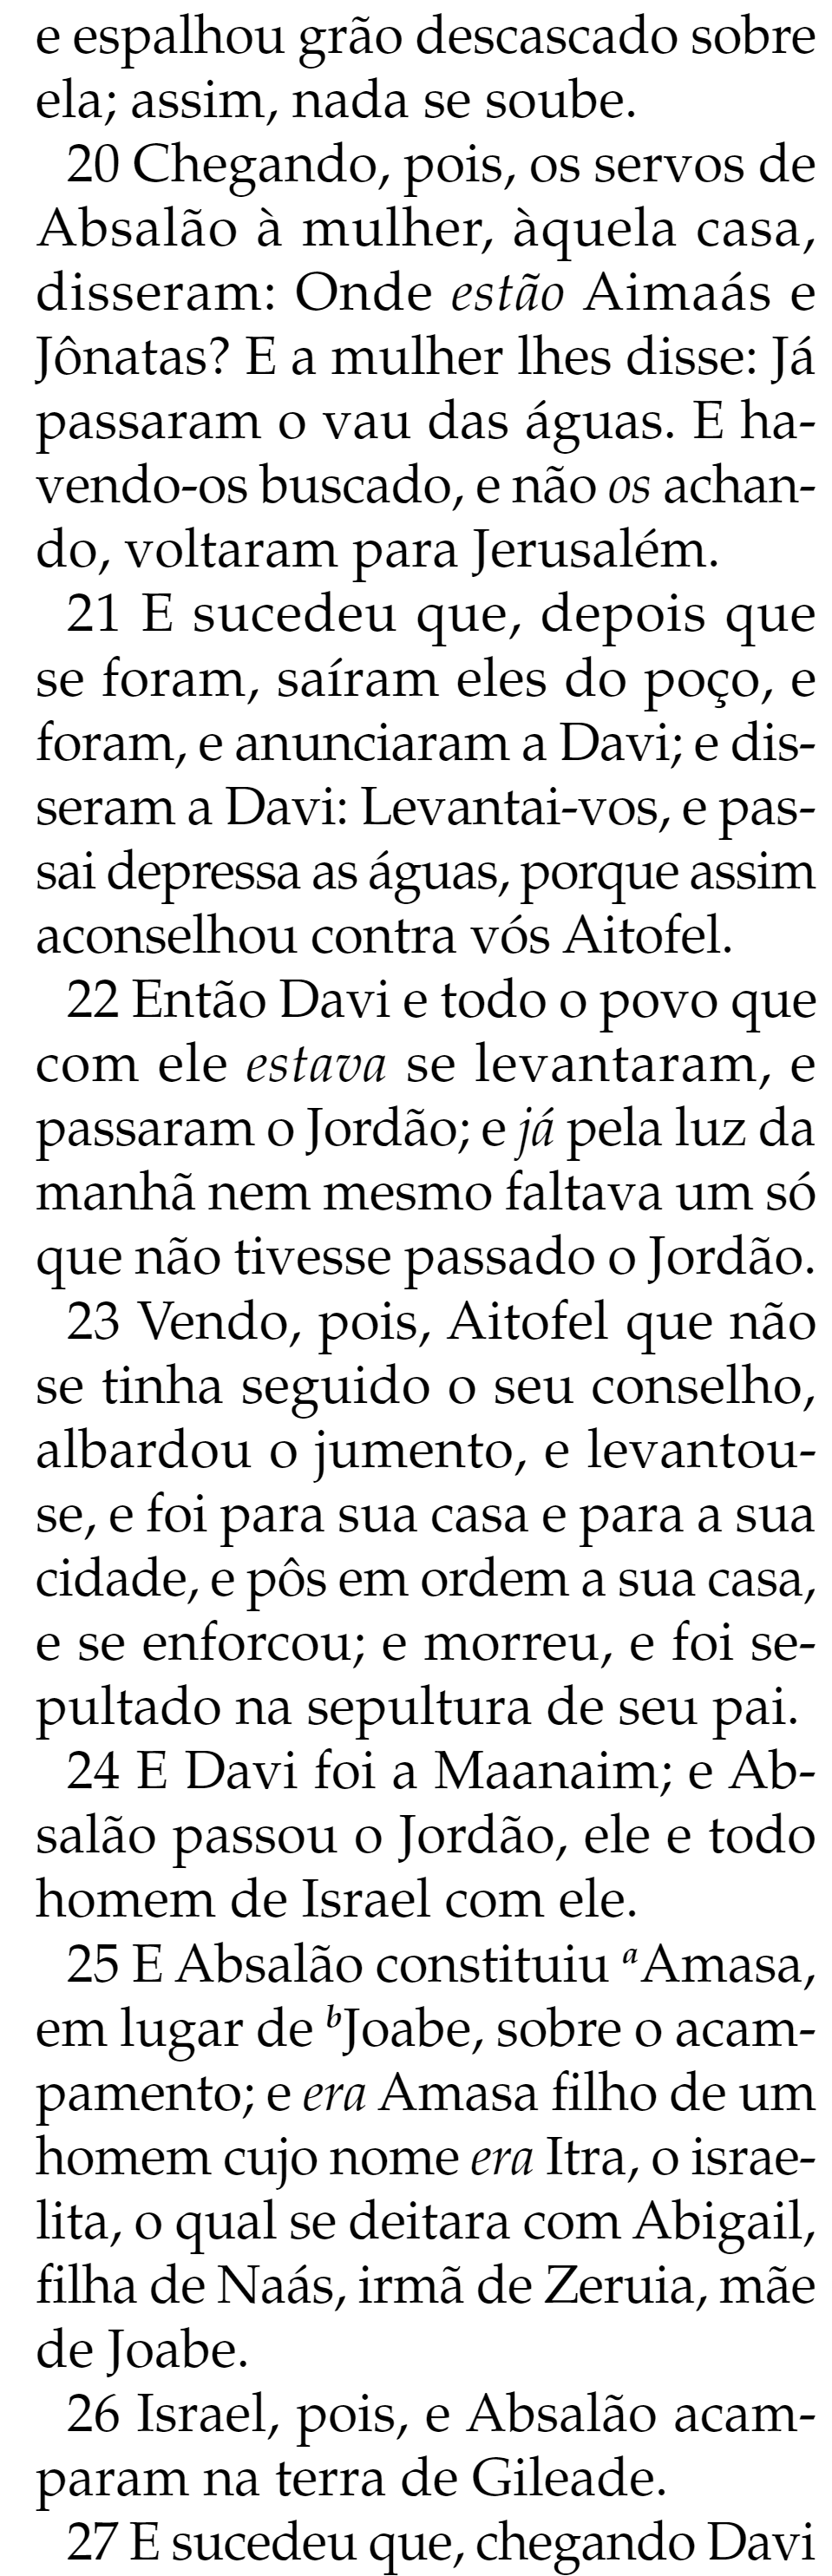 e espalhou grão descascado sobre
ela; assim, nada se soube.
20 Chegando, pois, os servos de
Absalão à mulher, àquela casa,
disseram: Onde estão Aimaás e
Jônatas? E a mulher lhes disse: Já
passaram o vau das águas. E ha-
vendo-os buscado, e não os achan-
do, voltaram para Jerusalém.
21 E sucedeu que, depois que
se foram, saíram eles do poço, e
foram, e anunciaram a Davi; e dis-
seram a Davi: Levantai-vos, e pas-
sai depressa as águas, porque assim
aconselhou contra vós Aitofel.
22 Então Davi e todo o povo que
com ele estava se levantaram, e
passaram o Jordão; e já pela luz da
manhã nem mesmo faltava um só
que não tivesse passado o Jordão.
23 Vendo, pois, Aitofel que não
se tinha seguido o seu conselho,
albardou o jumento, e levantou-
se, e foi para sua casa e para a sua
cidade, e pôs em ordem a sua casa,
e se enforcou; e morreu, e foi se-
pultado na sepultura de seu pai.
24 E Davi foi a Maanaim; e Ab-
salão passou o Jordão, ele e todo
homem de Israel com ele.
25 E Absalão constituiu aAmasa,
em lugar de bJoabe, sobre o acam-
pamento; e era Amasa filho de um
homem cujo nome era Itra, o israe-
lita, o qual se deitara com Abigail,
filha de Naás, irmã de Zeruia, mãe
de Joabe.
26 Israel, pois, e Absalão acam-
param na terra de Gileade.
27 E sucedeu que, chegando Davi